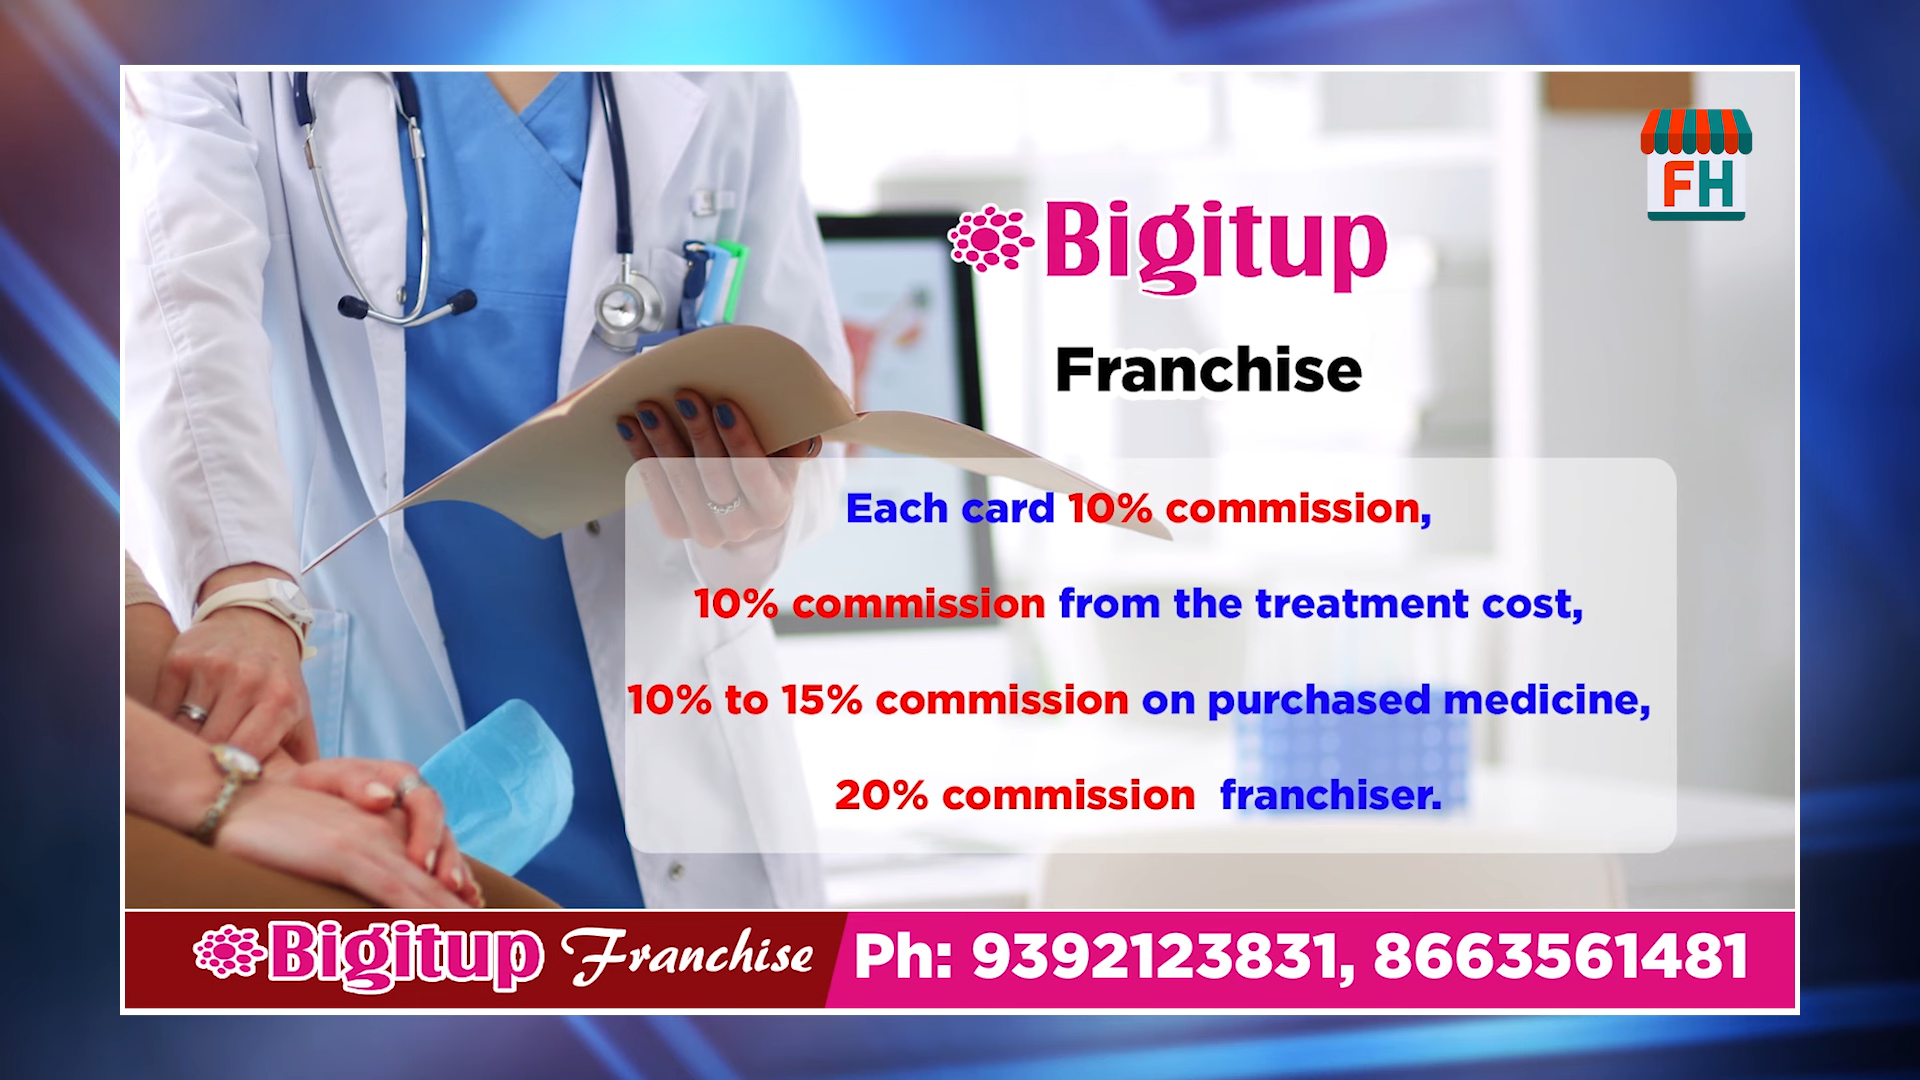 FH
Bigitup
Franchise
Each card 10% commission,
10% commission from the treatment cost,
10% to 15% commission on purchased medicine,
20% commission franchiser.
Bigitup Franchise Ph: 9392123831, 8663561481